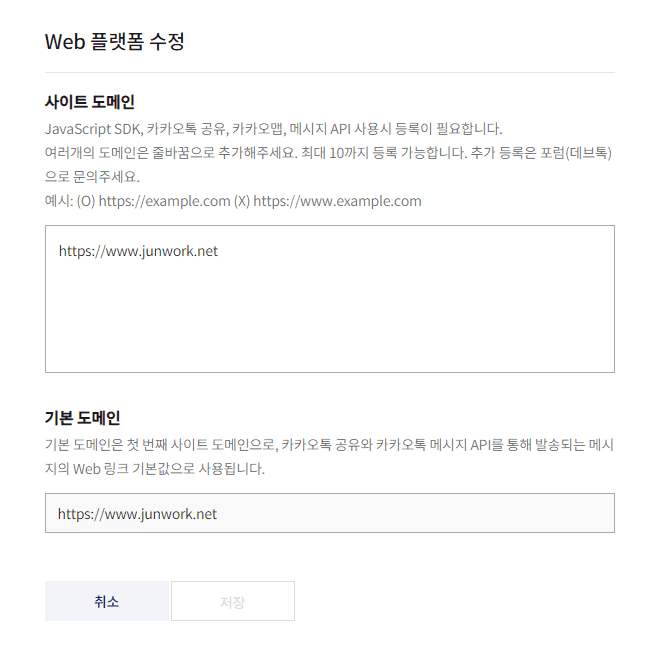 Web 플랫폼 수정
사이트 도메인
JavaScript SDK, 카카오톡 공유, 카카오맵, 메시지 API 사용시 등록이 필요합니다.
여러개의 도메인은 줄바꿈으로 추가해주세요. 최대 10까지 등록 가능합니다. 추가 등록은 포럼(데브톡)
으로 문의주세요.
예시: (O) https://example.com (X) https://www.example.com
https://www.junwork.net
기본 도메인
기본 도메인은 첫 번째 사이트 도메인으로, 카카오톡 공유와 카카오톡 메시지 API를 통해 발송되는 메시
지의 Web 링크 기본값으로 사용됩니다.
https://www.junwork.net
취소 저장